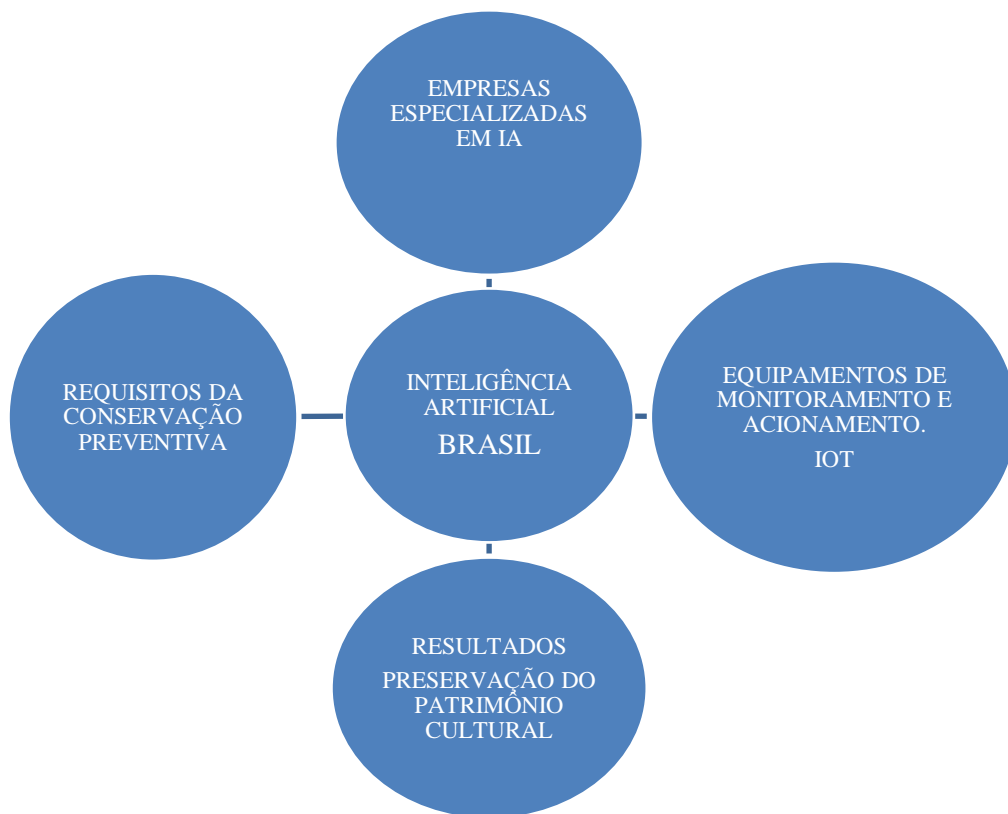 EMPRESAS
ESPECIALIZADAS
EM IA
REQUISITOS DA
CONSERVAÇÃO
PREVENTIVA
INTELIGÊNCIA
ARTIFICIAL
BRASIL
EQUIPAMENTOS DE
MONITORAMENTO E
ACIONAMENTO.
IOT
RESULTADOS
PRESERVAÇÃO DO
PATRIMÔNIO
CULTURAL